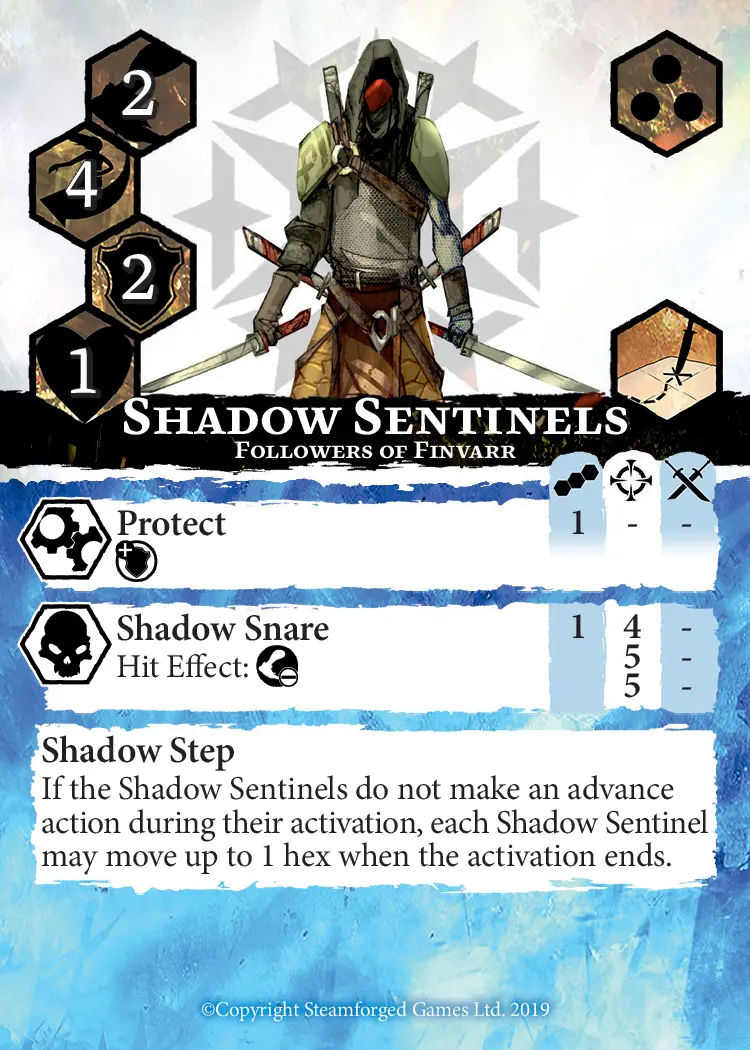 2
4
2
1
Shadow Sentinels
Followers of Finvarr
Protect 1 - -
Shadow Snare 1 4 -
Hit Effect: 5 -
5 -
Shadow Step
If the Shadow Sentinels do not make an advance
action during their activation, each Shadow Sentinel
may move up to 1 hex when the activation ends.
©Copyright Steamforged Games Ltd. 2019